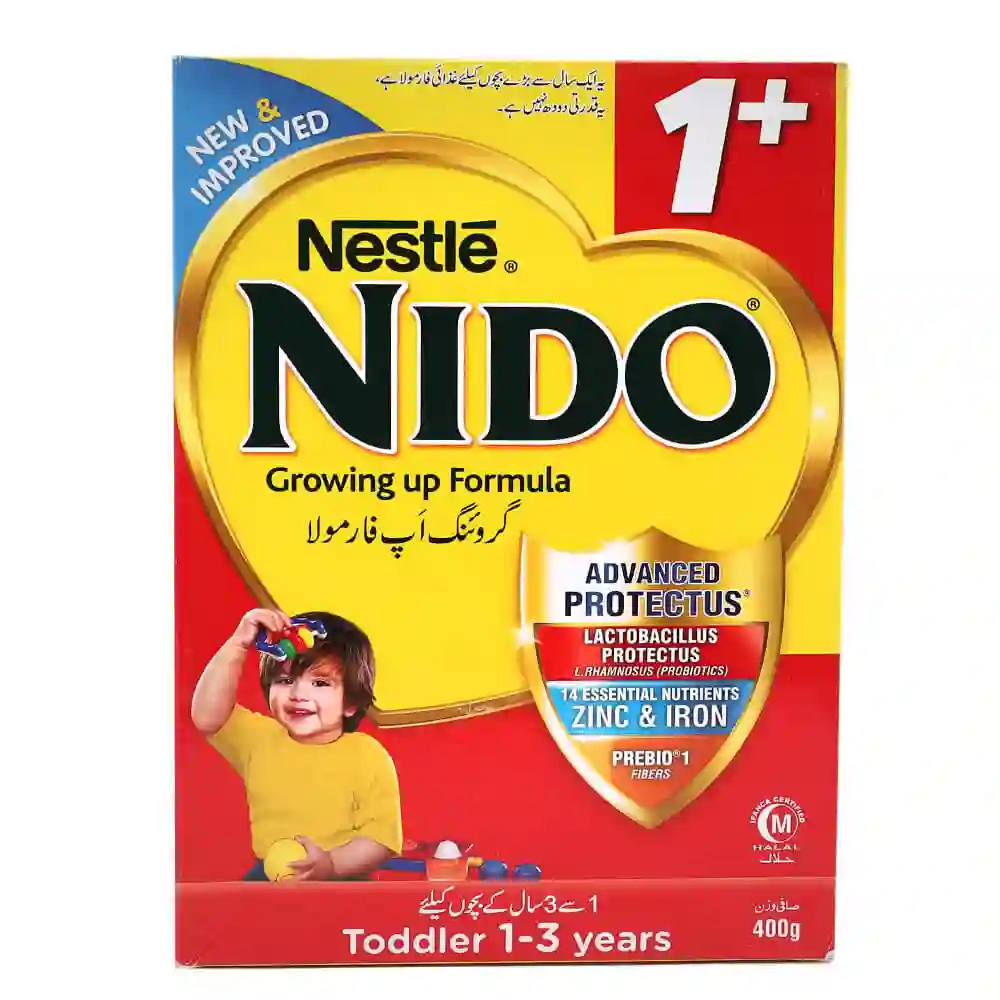 NEW &
IMPROVED
یہ ایک سال سے بڑے بچوں کیلئے غذائی فارمولا ہے،
یہ قدرتی دودھ نہیں ہے۔
1+
Nestlé®
NIDO®
Growing up Formula
گروئنگ اَپ فارمولا
ADVANCED
PROTECTUS®
LACTOBACILLUS
PROTECTUS
L.RHAMNOSUS (PROBIOTICS)
14 ESSENTIAL NUTRIENTS
ZINC & IRON
PREBIO®1
FIBERS
IFANCA CERTIFIED
M
HALAL
حلال
1 سے 3 سال کے بچوں کیلئے
Toddler 1-3 years
صافی وزن
400g